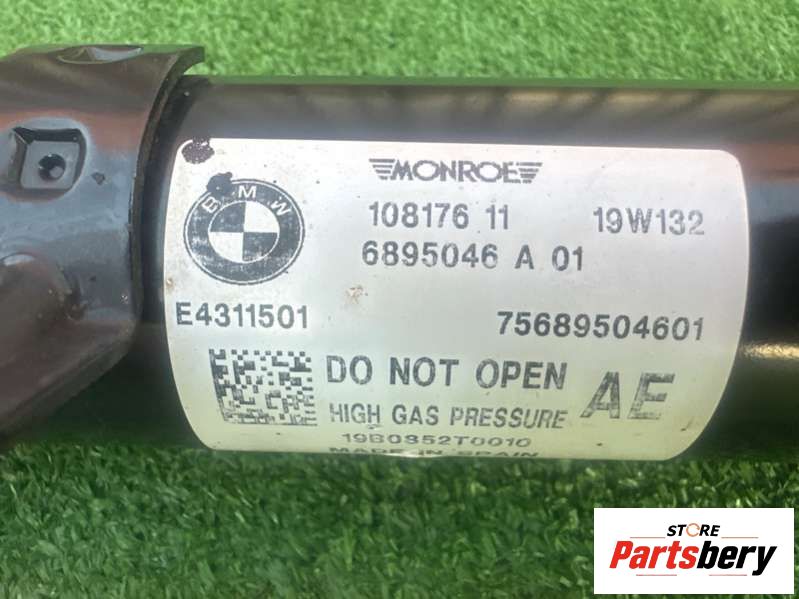 MONROE
BMW
108176 11 19W132
6895046 A 01
E4311501 75689504601
DO NOT OPEN AE
HIGH GAS PRESSURE
19B0352T0010
MADE IN SPAIN
STORE
Partsbery